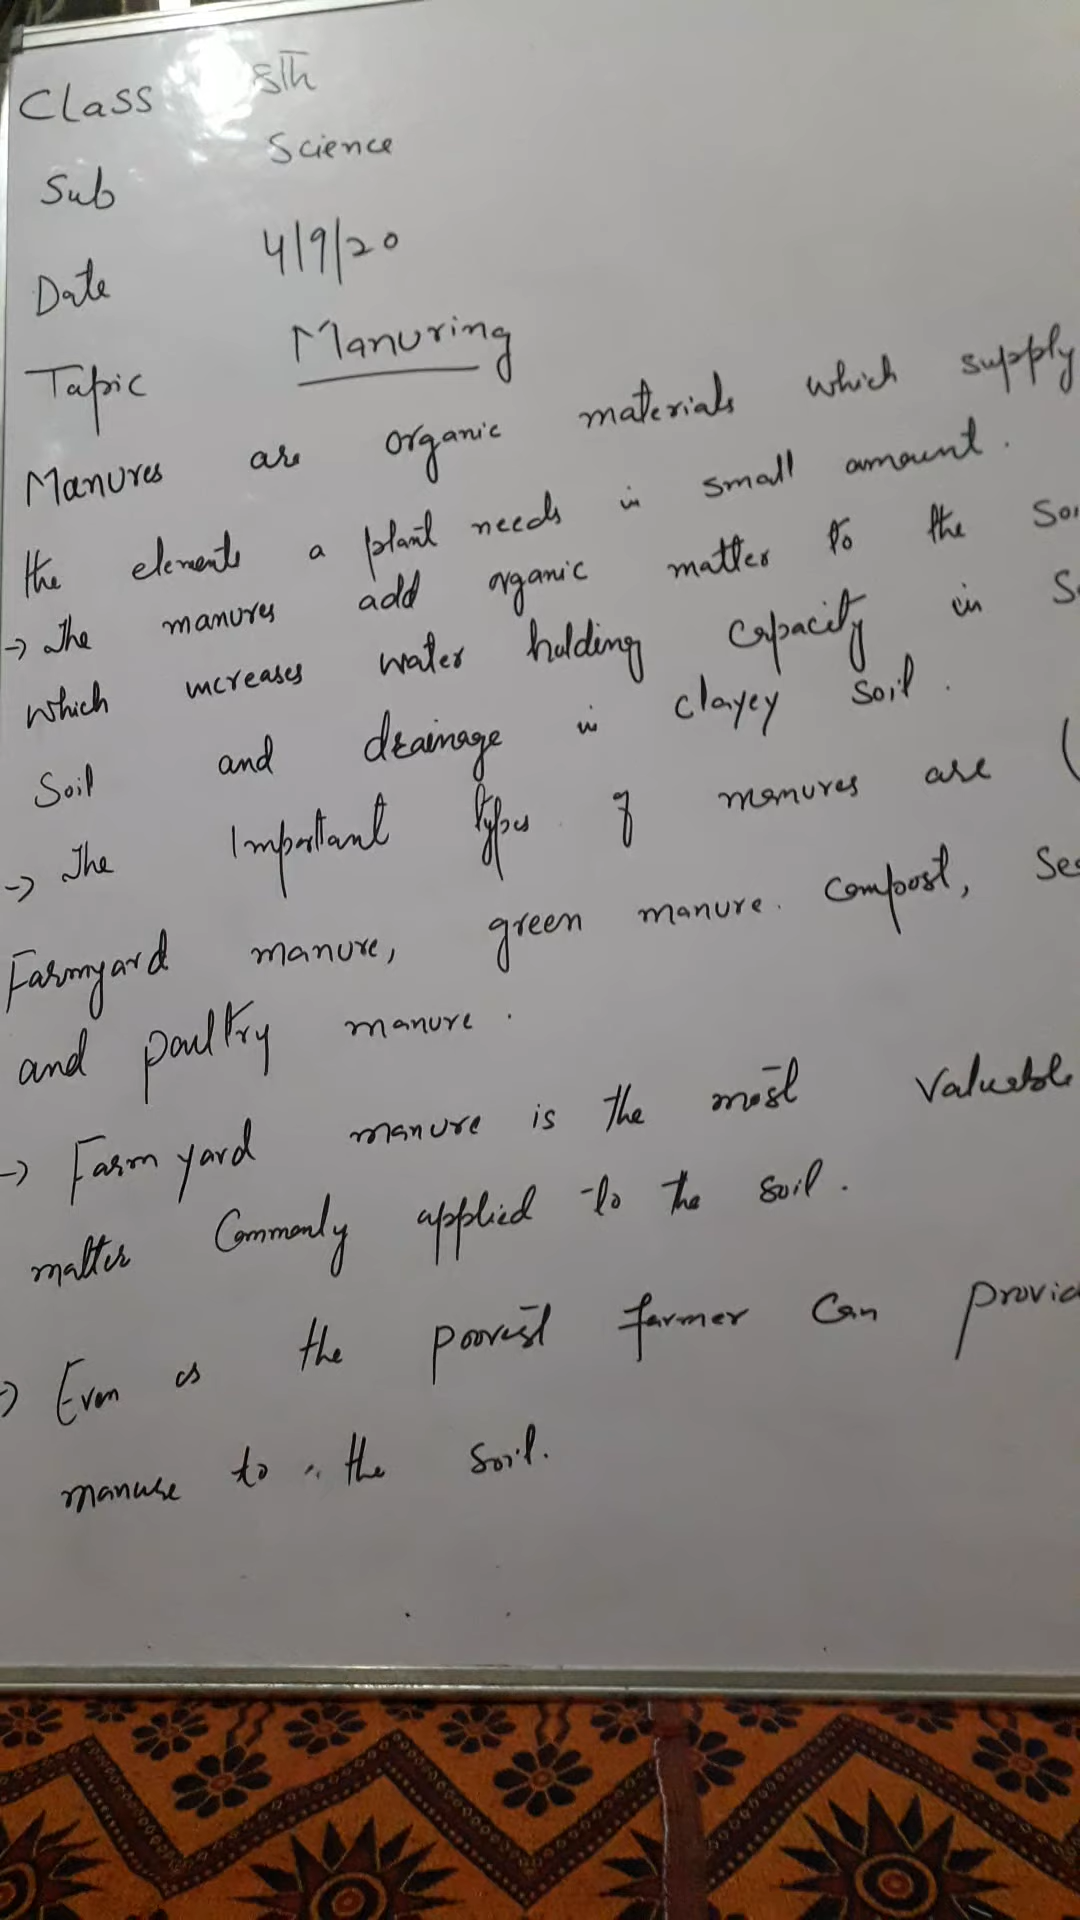 Class 8th
Sub Science
Date 4/9/20
Topic Manuring
Manures are organic materials which supply
the elements a plant needs in small amount.
→ The manures add organic matter to the
which increases water holding capacity in
Soil and drainage in clayey soil.
→ The Important types of manures are (
Farmyard manure, green manure. compost,
and poultry manure.
→ Farm yard manure is the most valuable
matter commonly applied to the soil.
→ Even as the poorest farmer can
manure to the soil.